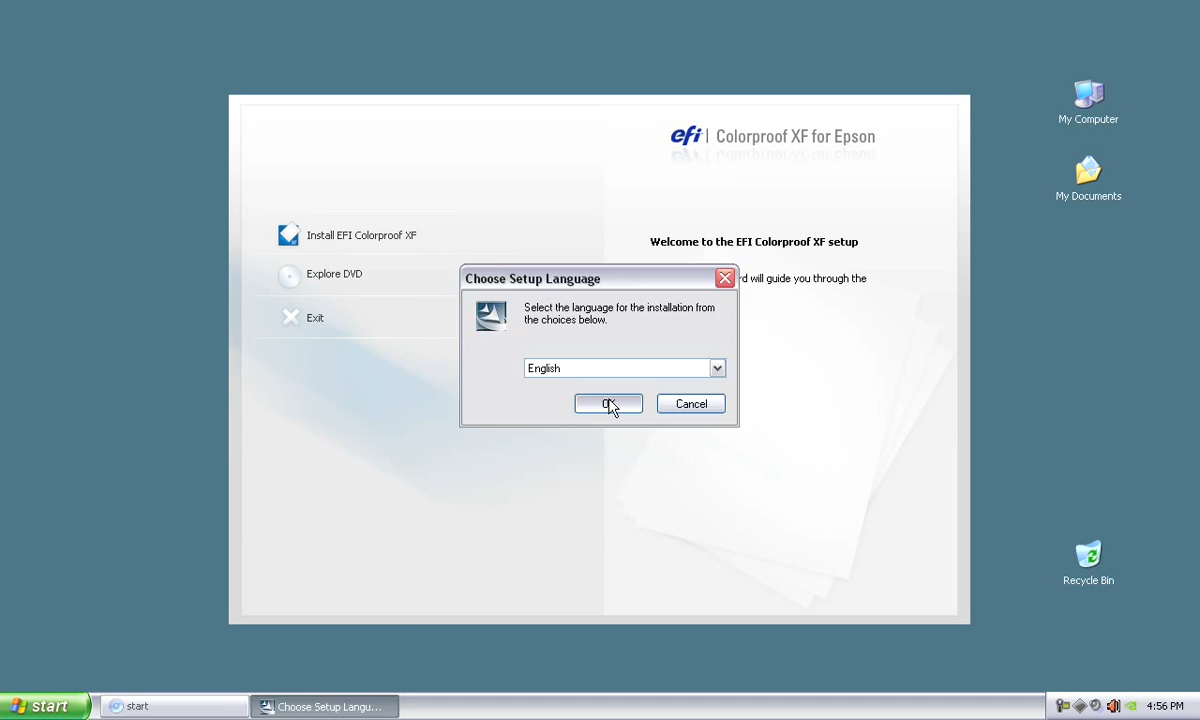 efi | Colorproof XF for Epson
My Computer
My Documents
Install EFI Colorproof XF
Welcome to the EFI Colorproof XF setup
Explore DVD
rd will guide you through the
Exit
Choose Setup Language
Select the language for the installation from
the choices below.
English
OK
Cancel
Recycle Bin
start
start
Choose Setup Langu...
4:56 PM